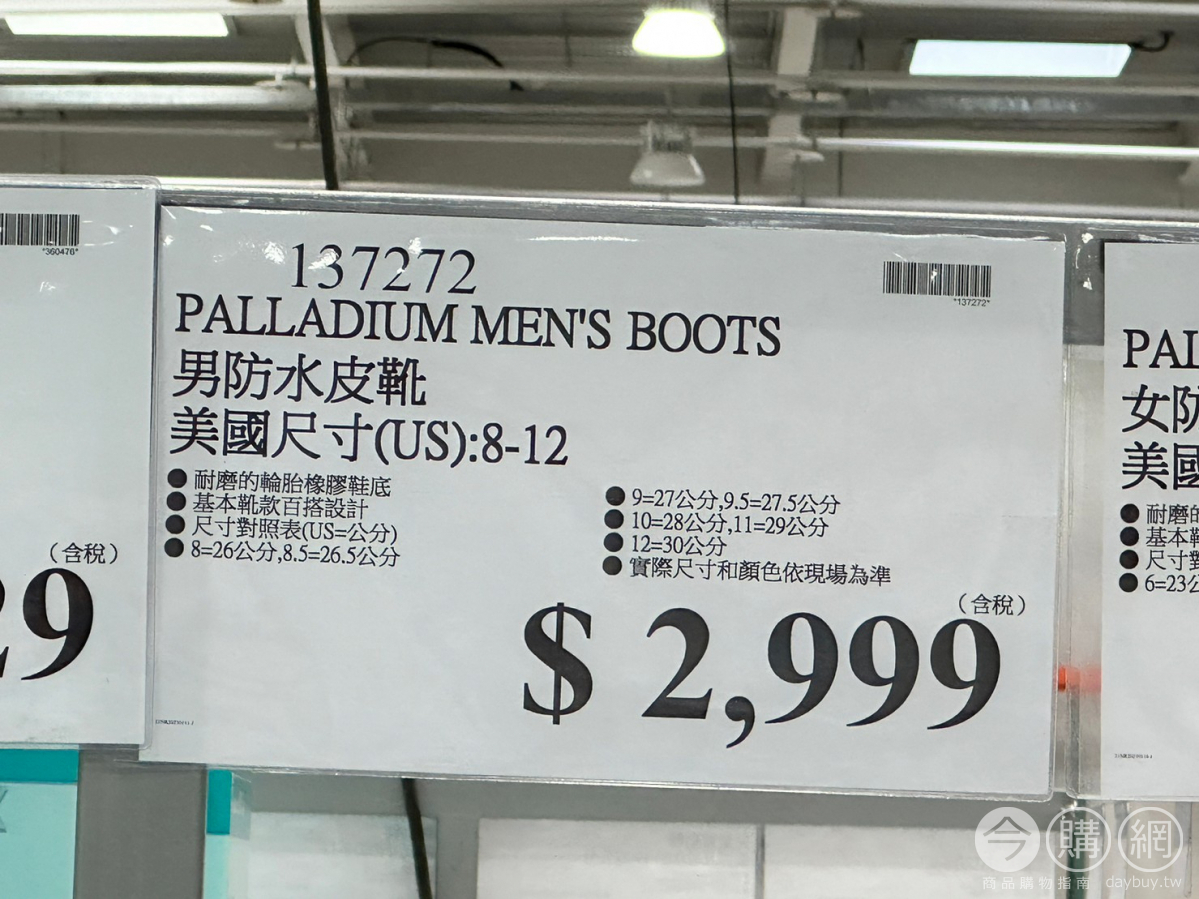 *360476*
(含稅)
29
137272
*137272*
PALLADIUM MEN'S BOOTS
男防水皮靴
美國尺寸(US):8-12
●耐磨的輪胎橡膠鞋底
●基本靴款百搭設計
●尺寸對照表(US=公分)
●8=26公分,8.5=26.5公分
●9=27公分,9.5=27.5公分
●10=28公分,11=29公分
●12=30公分
●實際尺寸和顏色依現場為準
(含稅)
$ 2,999
PAL
女防
美國
●耐磨的
●基本靴
●尺寸對
●6=23公
今購網
商品購物指南 daybuy.tw